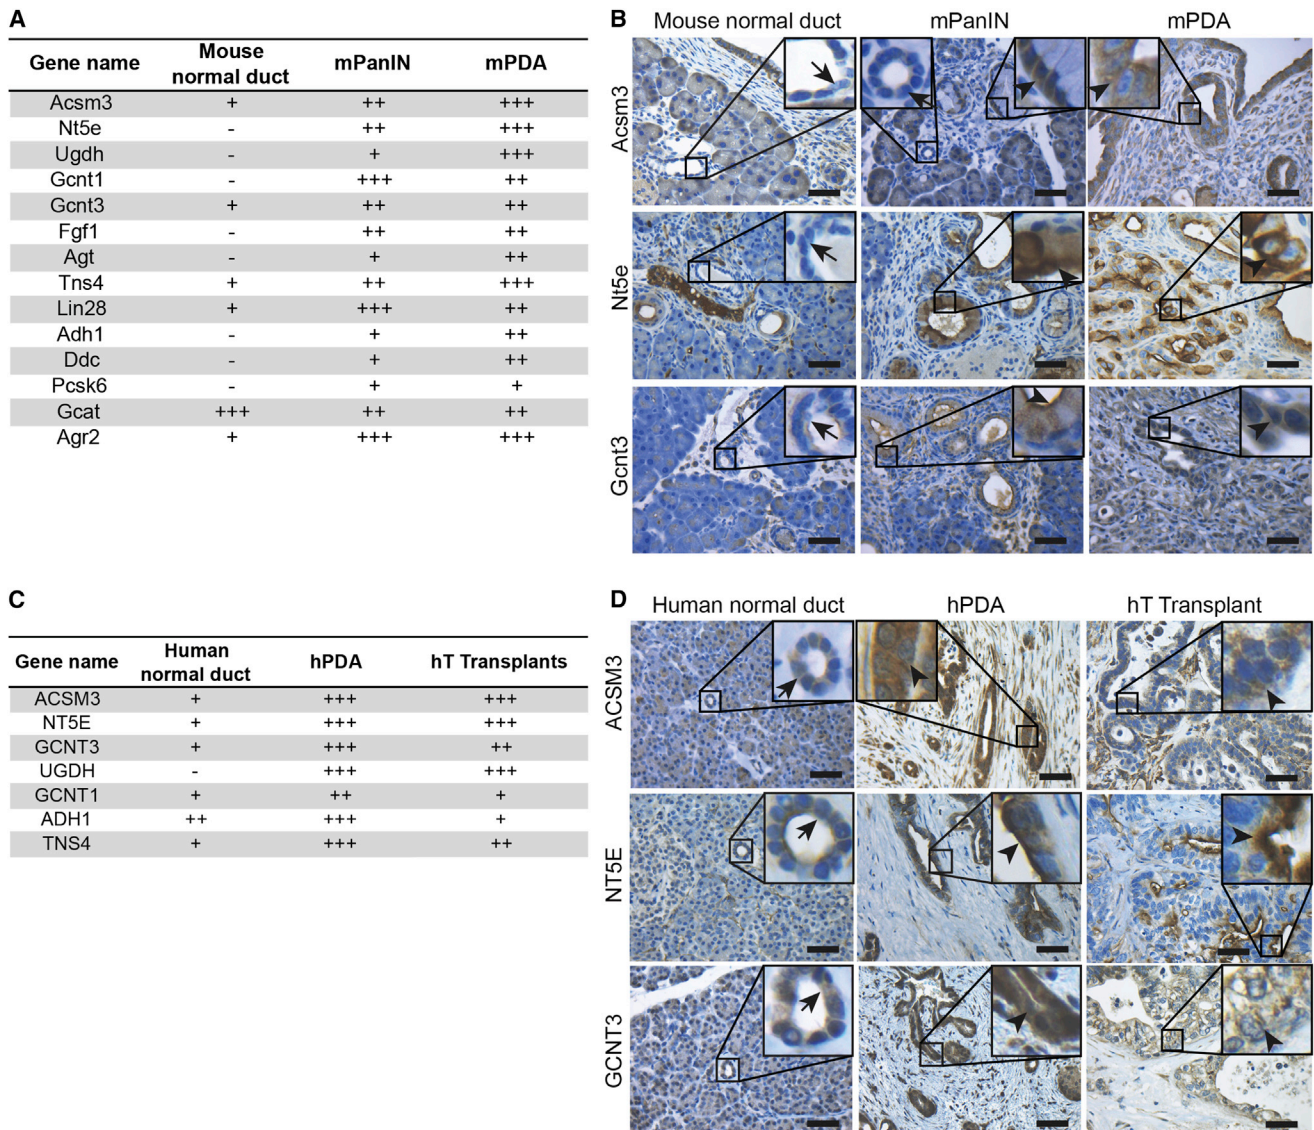 A
Gene name Mouse normal duct mPanIN mPDA
Acsm3 + ++ +++
Nt5e - ++ +++
Ugdh - + +++
Gcnt1 - +++ ++
Gcnt3 + ++ ++
Fgf1 - ++ ++
Agt - + ++
Tns4 + ++ +++
Lin28 + +++ ++
Adh1 - + ++
Ddc - + ++
Pcsk6 - + +
Gcat +++ ++ ++
Agr2 + +++ +++
B
Mouse normal duct mPanIN mPDA
Acsm3
Nt5e
Gcnt3
C
Gene name Human normal duct hPDA hT Transplants
ACSM3 + +++ +++
NT5E + +++ +++
GCNT3 + +++ ++
UGDH - +++ +++
GCNT1 + ++ +
ADH1 ++ +++ +
TNS4 + +++ ++
D
Human normal duct hPDA hT Transplant
ACSM3
NT5E
GCNT3